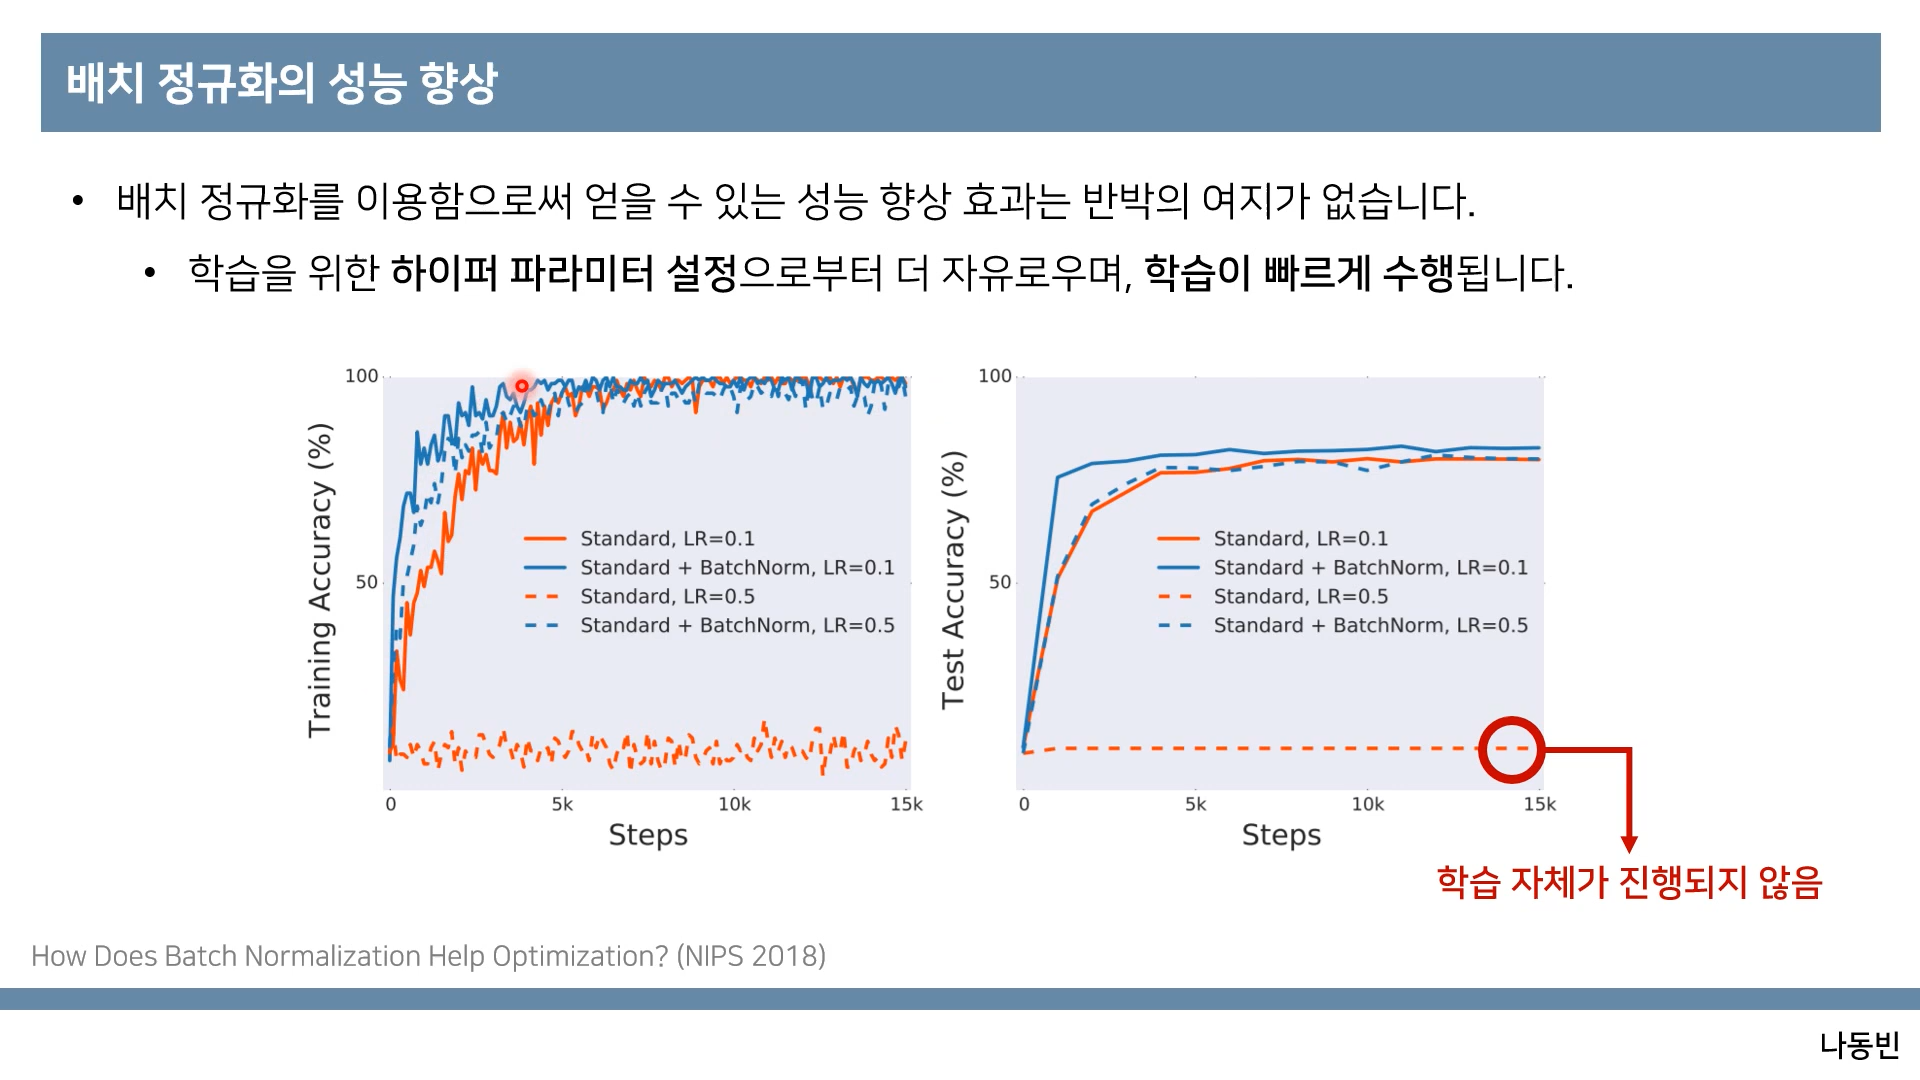 배치 정규화의 성능 향상
• 배치 정규화를 이용함으로써 얻을 수 있는 성능 향상 효과는 반박의 여지가 없습니다.
• 학습을 위한 하이퍼 파라미터 설정으로부터 더 자유로우며, 학습이 빠르게 수행됩니다.
Training Accuracy (%)
100
50
Standard, LR=0.1
Standard + BatchNorm, LR=0.1
Standard, LR=0.5
Standard + BatchNorm, LR=0.5
0 5k 10k 15k
Steps
Test Accuracy (%)
100
50
Standard, LR=0.1
Standard + BatchNorm, LR=0.1
Standard, LR=0.5
Standard + BatchNorm, LR=0.5
0 5k 10k 15k
Steps
학습 자체가 진행되지 않음
How Does Batch Normalization Help Optimization? (NIPS 2018)
나동빈